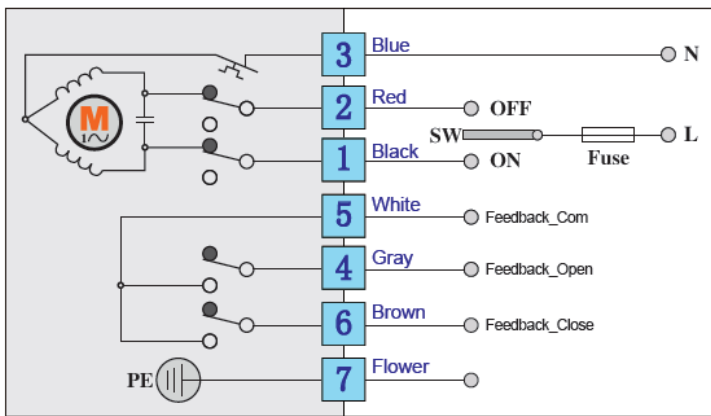 3 Blue N
M
1~
2 Red OFF
SW Fuse L
1 Black ON
5 White Feedback_Com
4 Gray Feedback_Open
6 Brown Feedback_Close
PE 7 Flower